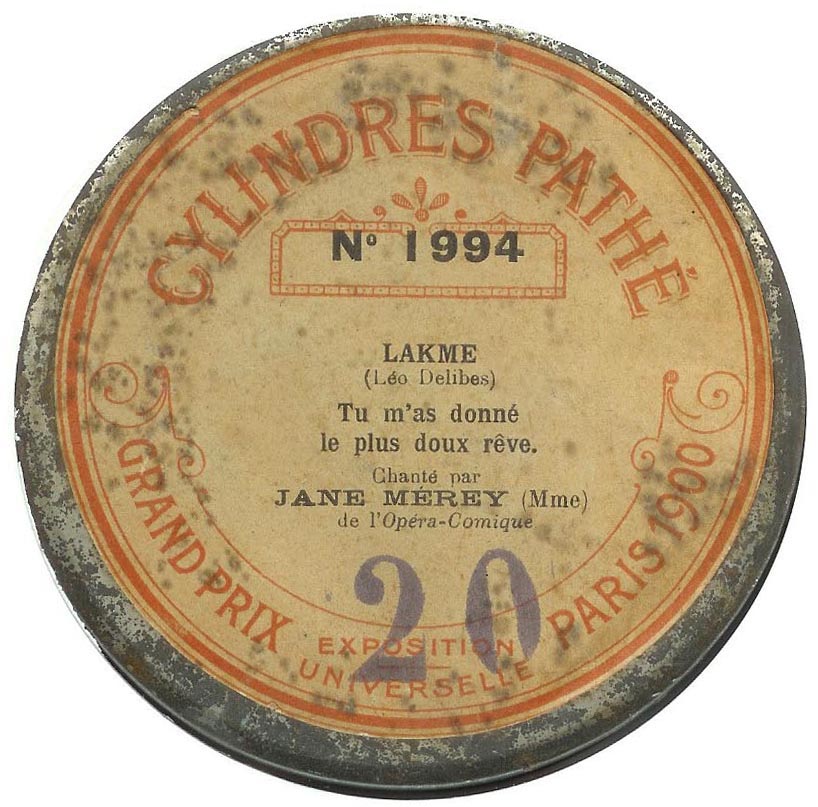 CYLINDRES PATHÉ
Nº 1994
LAKME
(Léo Delibes)
Tu m'as donné
le plus doux rêve.
Chanté par
JANE MÉREY (Mme)
de l'Opéra-Comique
20
GRAND PRIX
EXPOSITION
UNIVERSELLE
PARIS 1900